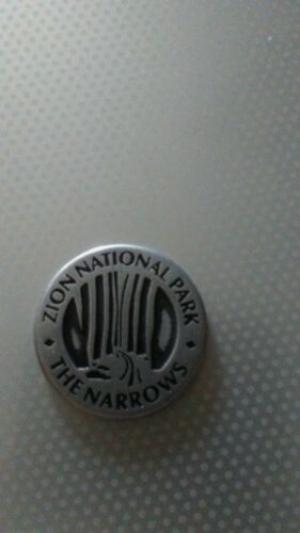 ZION NATIONAL PARK
THE NARROWS